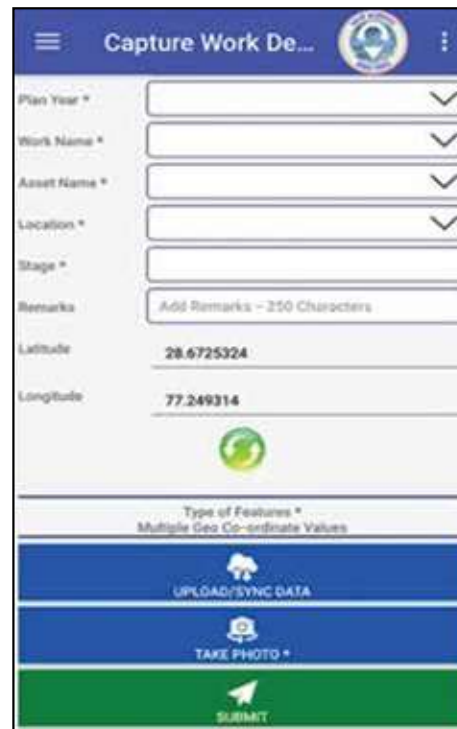 Capture Work De...
Plan Year *
Work Name *
Asset Name *
Location *
Stage *
Remarks Add Remarks - 250 Characters
Latitude 28.6725324
Longitude 77.249314
Type of Features *
Multiple Geo Co-ordinate Values
UPLOAD/SYNC DATA
TAKE PHOTO *
SUBMIT